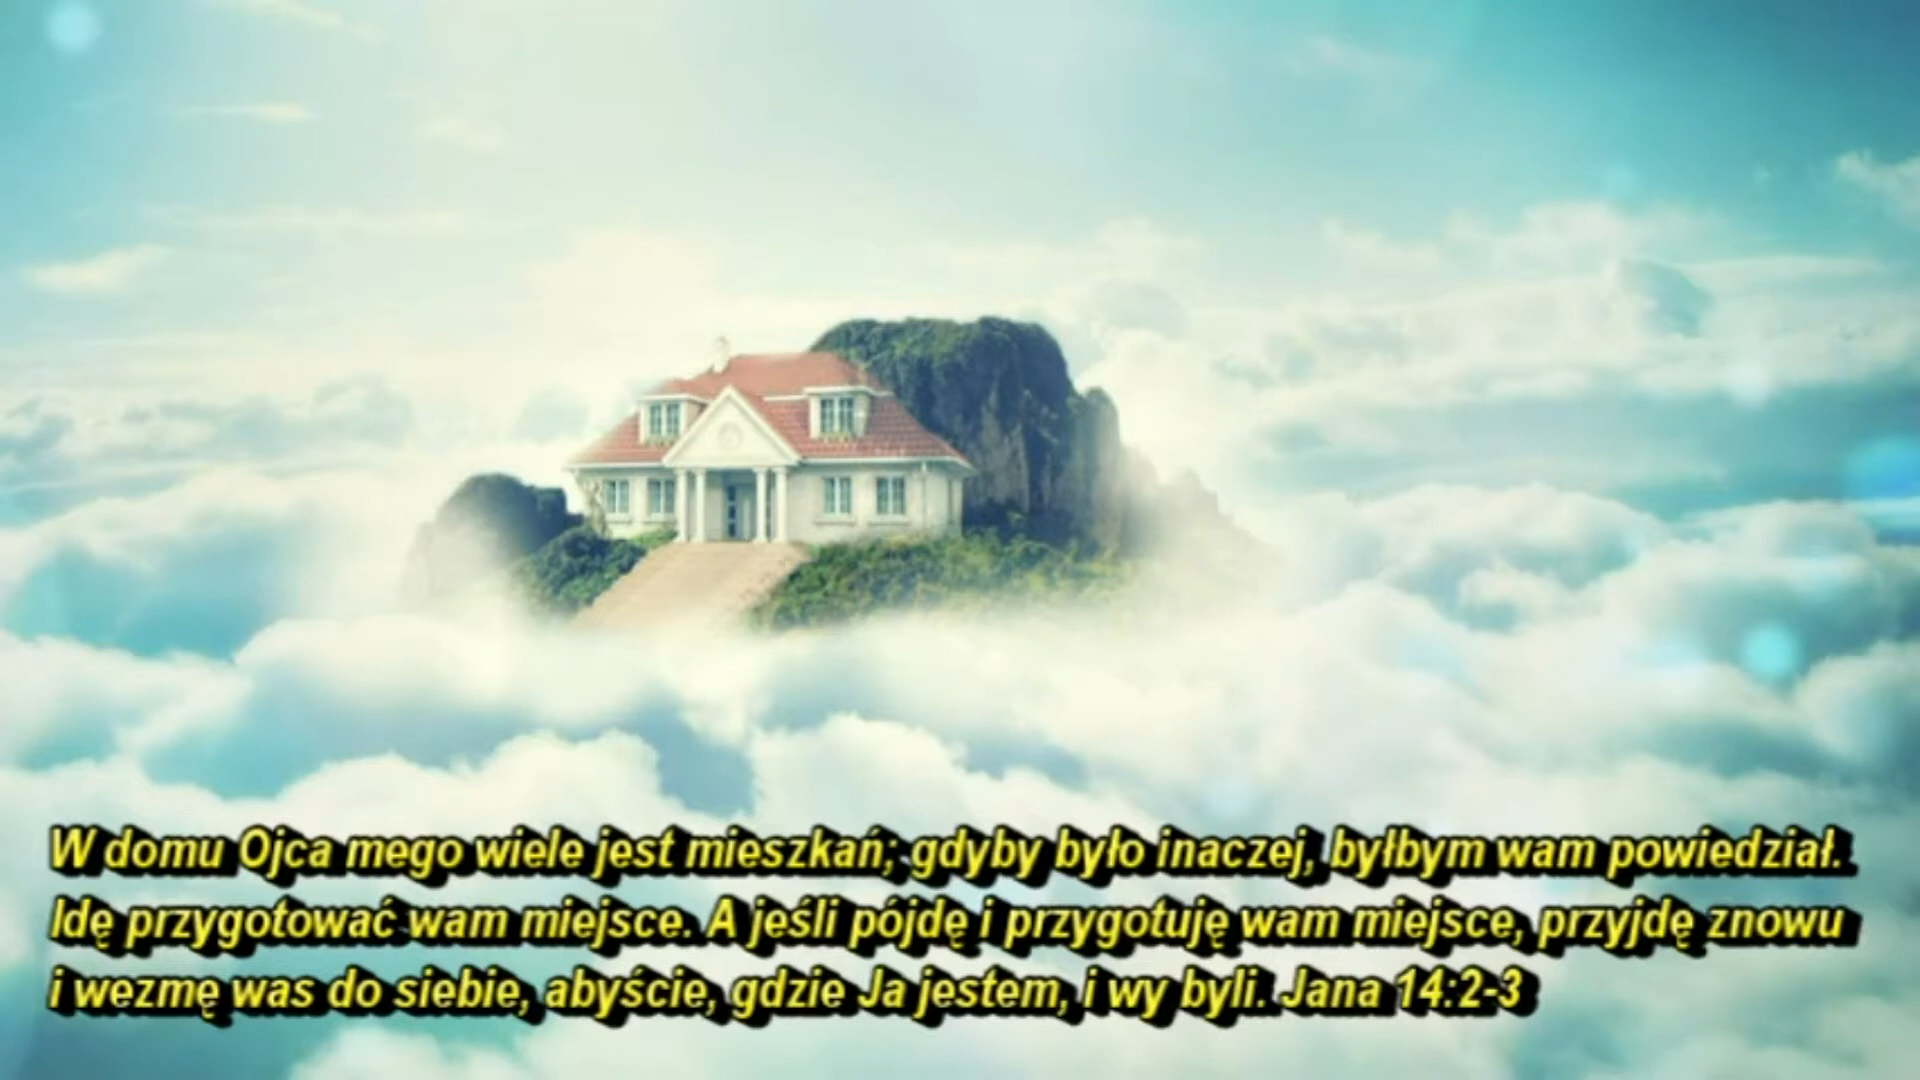 W domu Ojca mego wiele jest mieszkań; gdyby było inaczej, byłbym wam powiedział.
Idę przygotować wam miejsce. A jeśli pójdę i przygotuję wam miejsce, przyjdę znowu
i wezmę was do siebie, abyście, gdzie Ja jestem, i wy byli. Jana 14:2-3